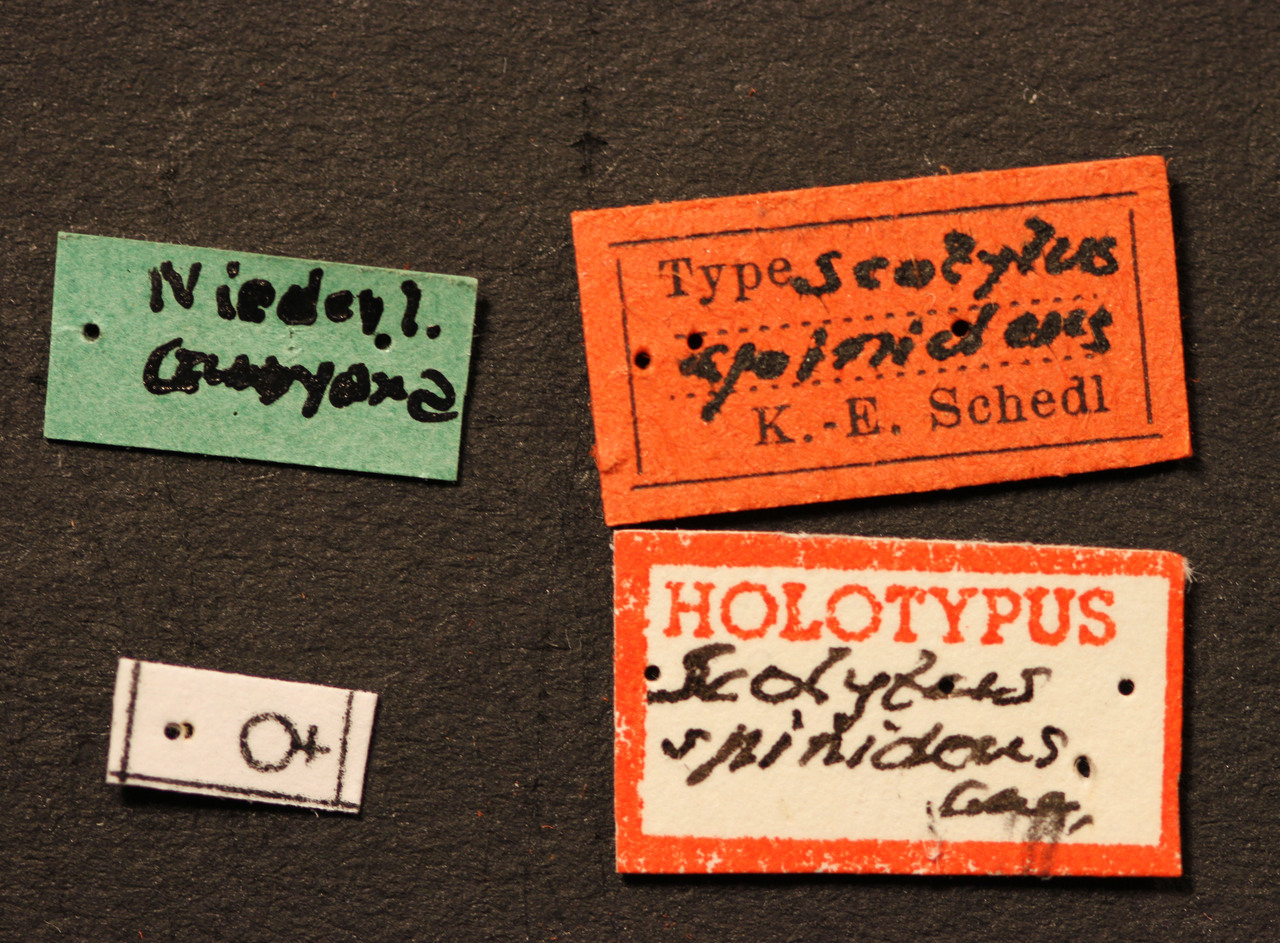 Niederl.
Type Scolytus
spinidens
K.-E. Schedl
♀
HOLOTYPUS
Scolytus
spinidens.